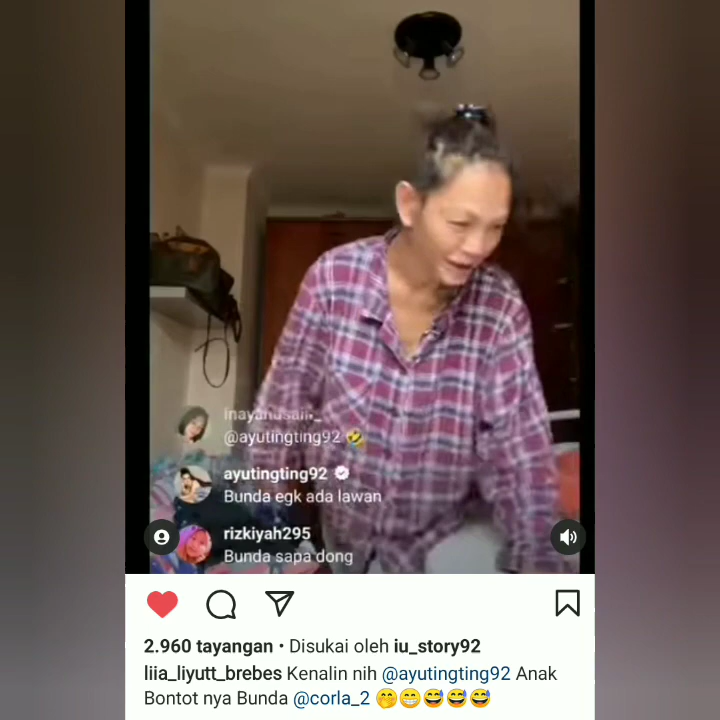 inayahusaIn_
@ayutingting92 🤣
ayutingting92
Bunda egk ada lawan
rizkiyah295
Bunda sapa dong
2.960 tayangan • Disukai oleh iu_story92
liia_liyutt_brebes Kenalin nih @ayutingting92 Anak
Bontot nya Bunda @corla_2 🤭😁😅😅😅